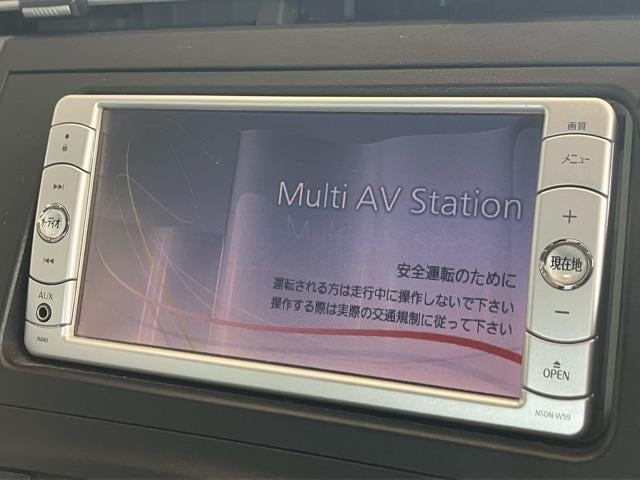 画質
メニュー
オーディオ
AUX
Multi AV Station
安全運転のために
運転される方は走行中に操作しないで下さい
操作する際は実際の交通規制に従って下さい
現在地
OPEN
NSDN-W59